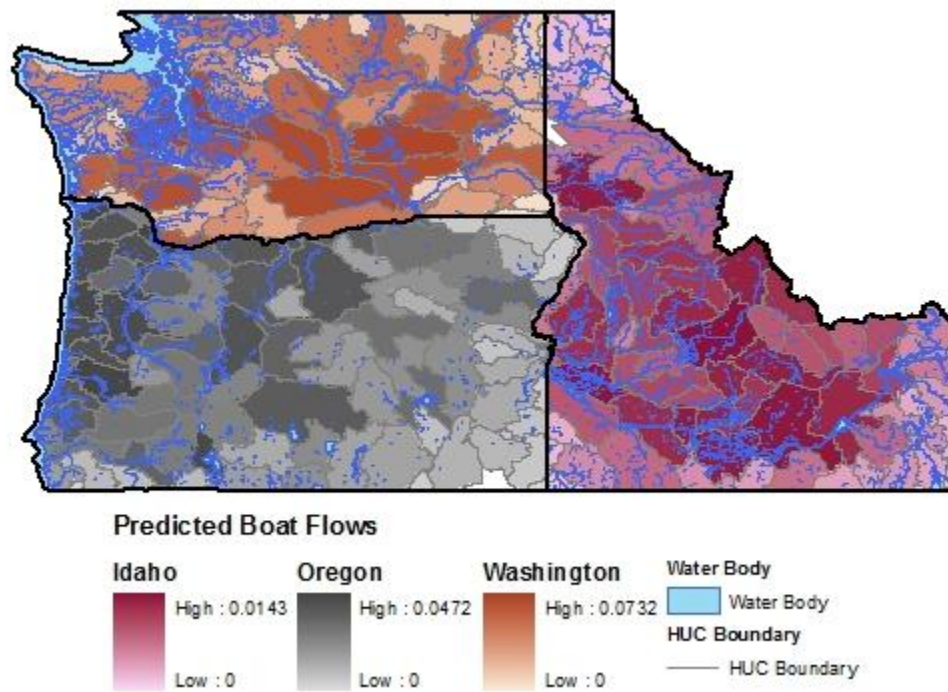 Predicted Boat Flows
Idaho
High : 0.0143
Low : 0
Oregon
High : 0.0472
Low : 0
Washington
High : 0.0732
Low : 0
Water Body
Water Body
HUC Boundary
HUC Boundary